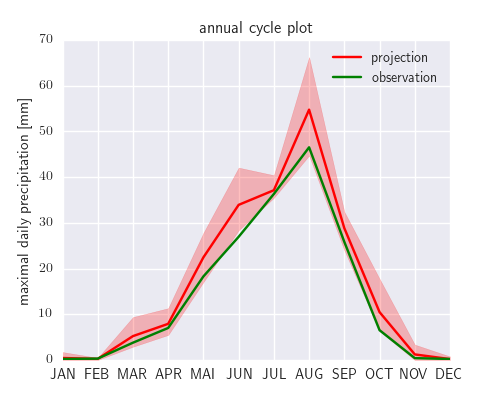 annual cycle plot
projection
observation
maximal daily precipitation [mm]
70
60
50
40
30
20
10
0
JAN FEB MAR APR MAI JUN JUL AUG SEP OCT NOV DEC